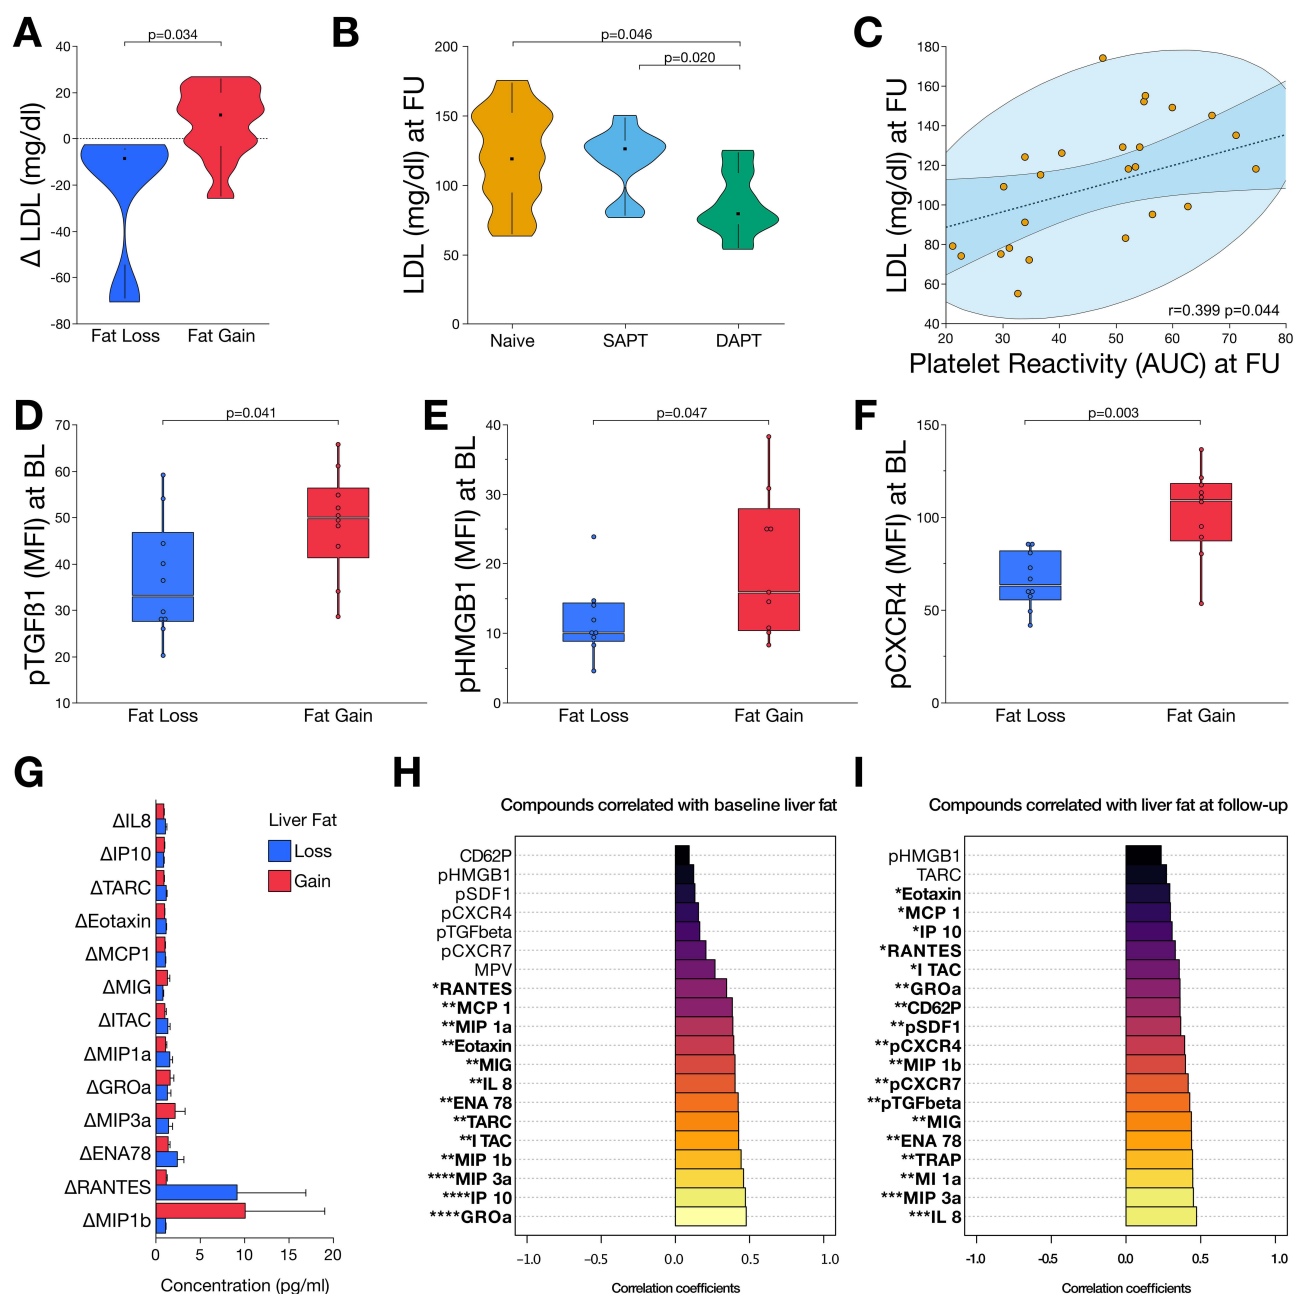 A
p=0.034
Δ LDL (mg/dl)
40
20
0
-20
-40
-60
-80
Fat Loss
Fat Gain
B
p=0.046
p=0.020
LDL (mg/dl) at FU
200
150
100
50
0
Naive
SAPT
DAPT
C
LDL (mg/dl) at FU
180
160
140
120
100
80
60
40
r=0.399 p=0.044
20 30 40 50 60 70 80
Platelet Reactivity (AUC) at FU
D
p=0.041
pTGFß1 (MFI) at BL
70
60
50
40
30
20
10
Fat Loss
Fat Gain
E
p=0.047
pHMGB1 (MFI) at BL
40
30
20
10
0
Fat Loss
Fat Gain
F
p=0.003
pCXCR4 (MFI) at BL
150
100
50
0
Fat Loss
Fat Gain
G
ΔIL8
ΔIP10
ΔTARC
ΔEotaxin
ΔMCP1
ΔMIG
ΔITAC
ΔMIP1a
ΔGROa
ΔMIP3a
ΔENA78
ΔRANTES
ΔMIP1b
Liver Fat
Loss
Gain
0 5 10 15 20
Concentration (pg/ml)
H
Compounds correlated with baseline liver fat
CD62P
pHMGB1
pSDF1
pCXCR4
pTGFbeta
pCXCR7
MPV
*RANTES
**MCP 1
**MIP 1a
**Eotaxin
**MIG
**IL 8
**ENA 78
**TARC
**I TAC
**MIP 1b
****MIP 3a
****IP 10
****GROa
−1.0 −0.5 0.0 0.5 1.0
Correlation coefficients
I
Compounds correlated with liver fat at follow-up
pHMGB1
TARC
*Eotaxin
*MCP 1
*IP 10
*RANTES
*I TAC
**GROa
**CD62P
**pSDF1
**pCXCR4
**MIP 1b
**pCXCR7
**pTGFbeta
**MIG
**ENA 78
**TRAP
**MI 1a
***MIP 3a
***IL 8
−1.0 −0.5 0.0 0.5 1.0
Correlation coefficients